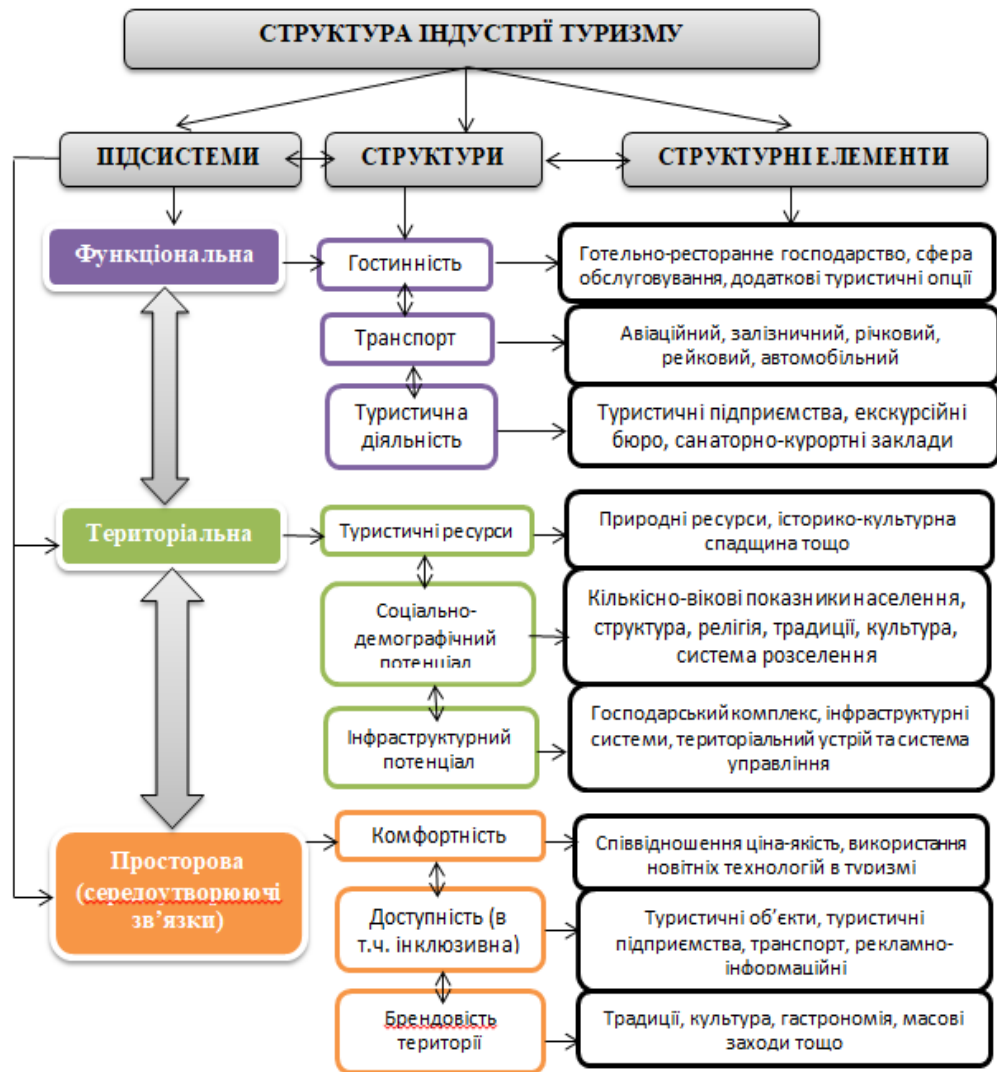 СТРУКТУРА ІНДУСТРІЇ ТУРИЗМУ
ПІДСИСТЕМИ
СТРУКТУРИ
СТРУКТУРНІ ЕЛЕМЕНТИ
Функціональна
Гостинність
Готельно-ресторанне господарство, сфера
обслуговування, додаткові туристичні опції
Транспорт
Авіаційний, залізничний, річковий,
рейковий, автомобільний
Туристична
діяльність
Туристичні підприємства, екскурсійні
бюро, санаторно-курортні заклади
Територіальна
Туристичні ресурси
Природні ресурси, історико-культурна
спадщина тощо
Соціально-
демографічний
потенціал
Кількісно-вікові показники населення,
структура, релігія, традиції, культура,
система розселення
Інфраструктурний
потенціал
Господарський комплекс, інфраструктурні
системи, територіальний устрій та система
управління
Просторова
(середоутворюючі
зв’язки)
Комфортність
Співвідношення ціна-якість, використання
новітніх технологій в туризмі
Доступність (в
т.ч. інклюзивна)
Туристичні об’єкти, туристичні
підприємства, транспорт, рекламно-
інформаційні
Брендовість
території
Традиції, культура, гастрономія, масові
заходи тощо